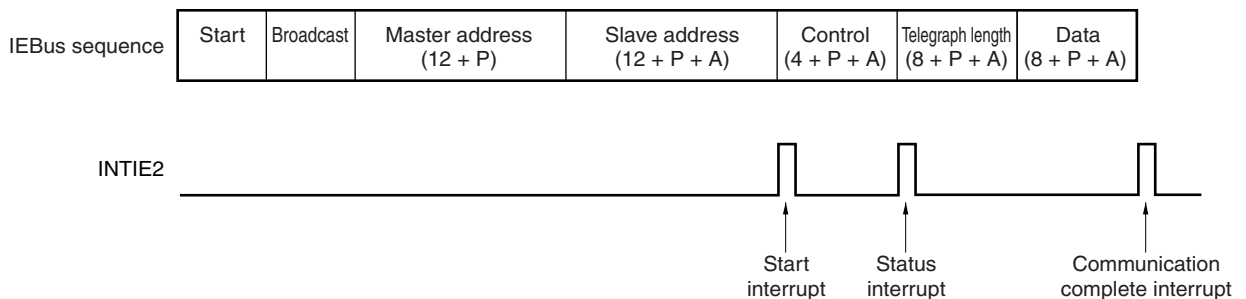 IEBus sequence
Start
Broadcast
Master address
(12 + P)
Slave address
(12 + P + A)
Control
(4 + P + A)
Telegraph length
(8 + P + A)
Data
(8 + P + A)
INTIE2
Start
interrupt
Status
interrupt
Communication
complete interrupt